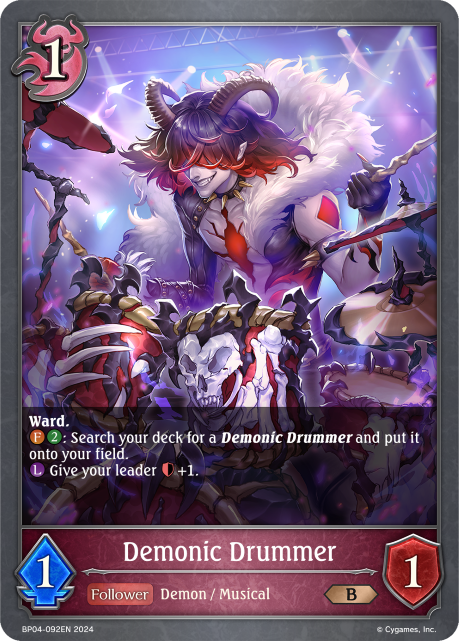 1
Ward.
F 2: Search your deck for a Demonic Drummer and put it
onto your field.
L Give your leader +1.
Demonic Drummer
1
Follower Demon / Musical B
1
BP04-092EN 2024 © Cygames, Inc.